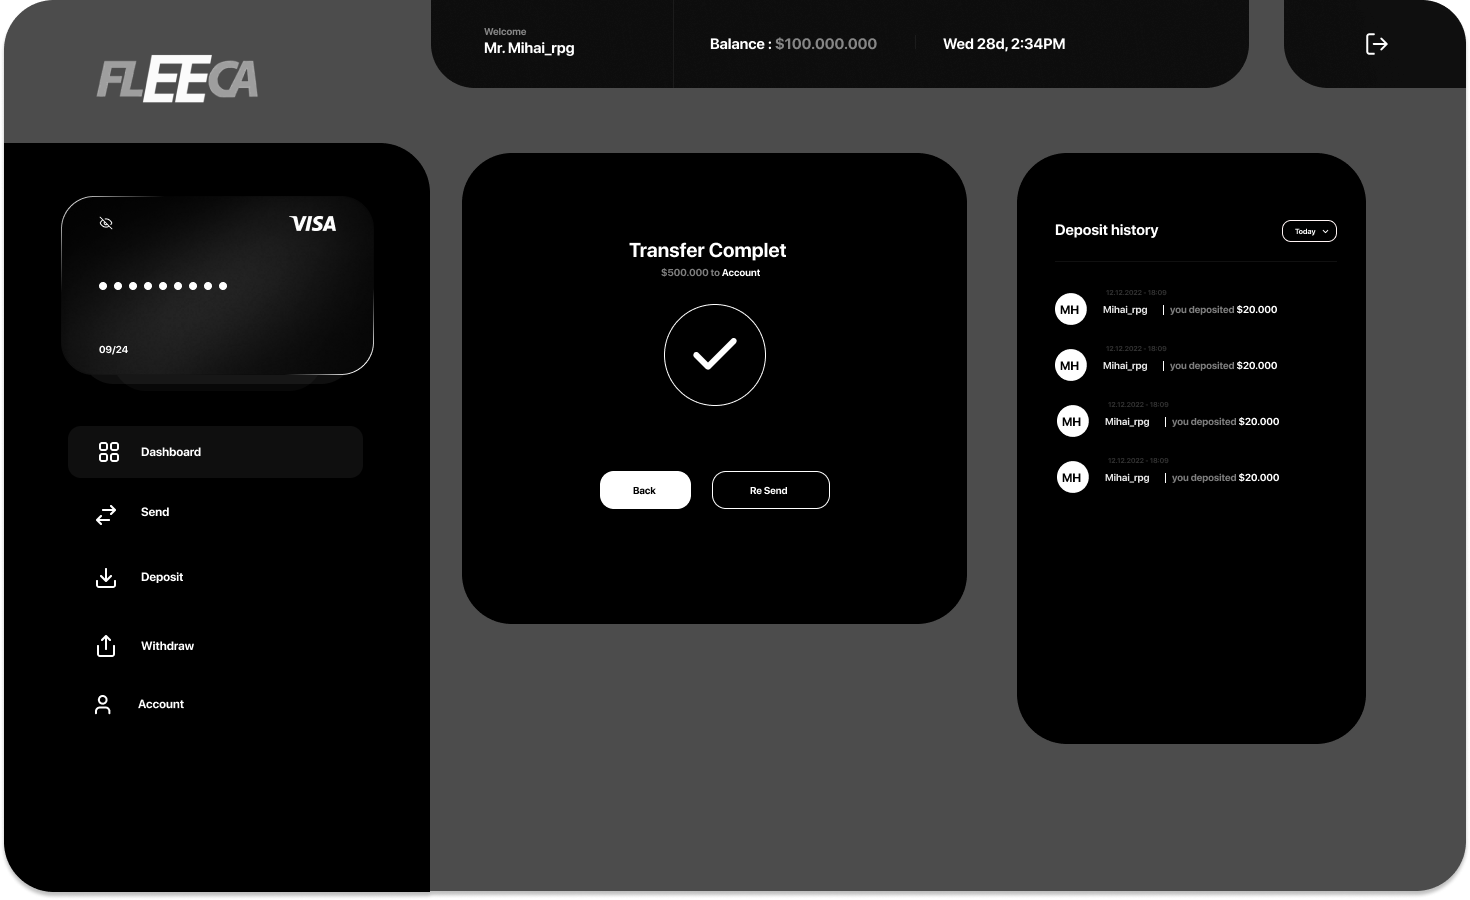 FLEECA
Welcome
Mr. Mihai_rpg
Balance : $100.000.000
Wed 28d, 2:34PM
VISA
09/24
Dashboard
Send
Deposit
Withdraw
Account
Transfer Complet
$500.000 to Account
Back
Re Send
Deposit history
Today
12.12.2022 - 18:09
MH
Mihai_rpg | you deposited $20.000
12.12.2022 - 18:09
MH
Mihai_rpg | you deposited $20.000
12.12.2022 - 18:09
MH
Mihai_rpg | you deposited $20.000
12.12.2022 - 18:09
MH
Mihai_rpg | you deposited $20.000